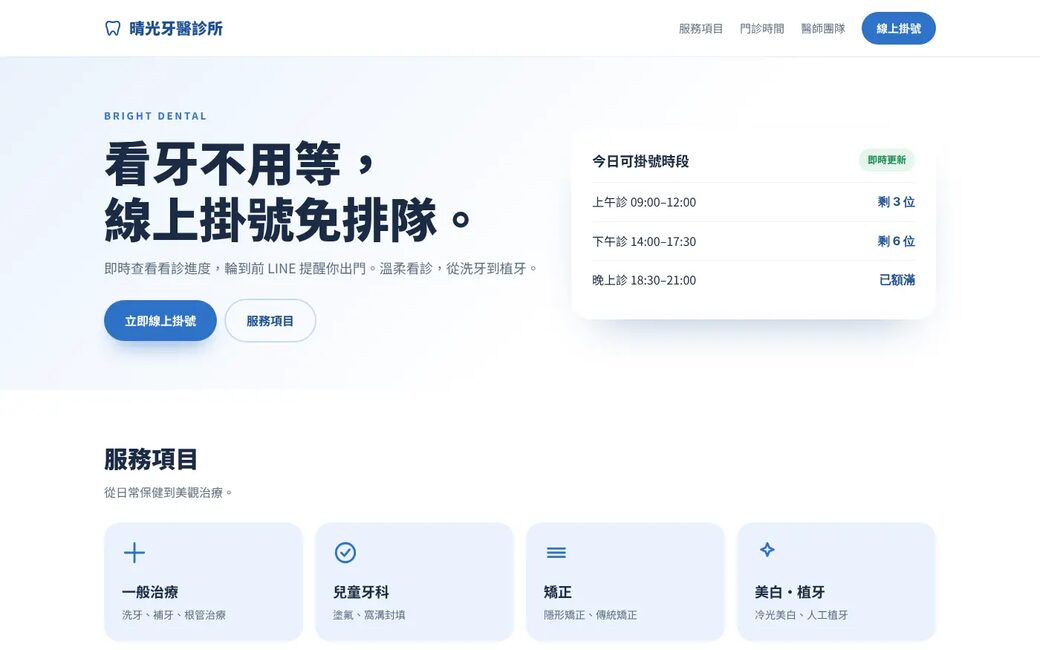 晴光牙醫診所
服務項目 門診時間 醫師團隊 線上掛號
BRIGHT DENTAL
看牙不用等，
線上掛號免排隊。
即時查看看診進度，輪到前 LINE 提醒你出門。溫柔看診，從洗牙到植牙。
立即線上掛號 服務項目
今日可掛號時段 即時更新
上午診 09:00–12:00 剩 3 位
下午診 14:00–17:30 剩 6 位
晚上診 18:30–21:00 已額滿
服務項目
從日常保健到美觀治療。
一般治療
洗牙、補牙、根管治療
兒童牙科
塗氟、窩溝封填
矯正
隱形矯正、傳統矯正
美白・植牙
冷光美白、人工植牙